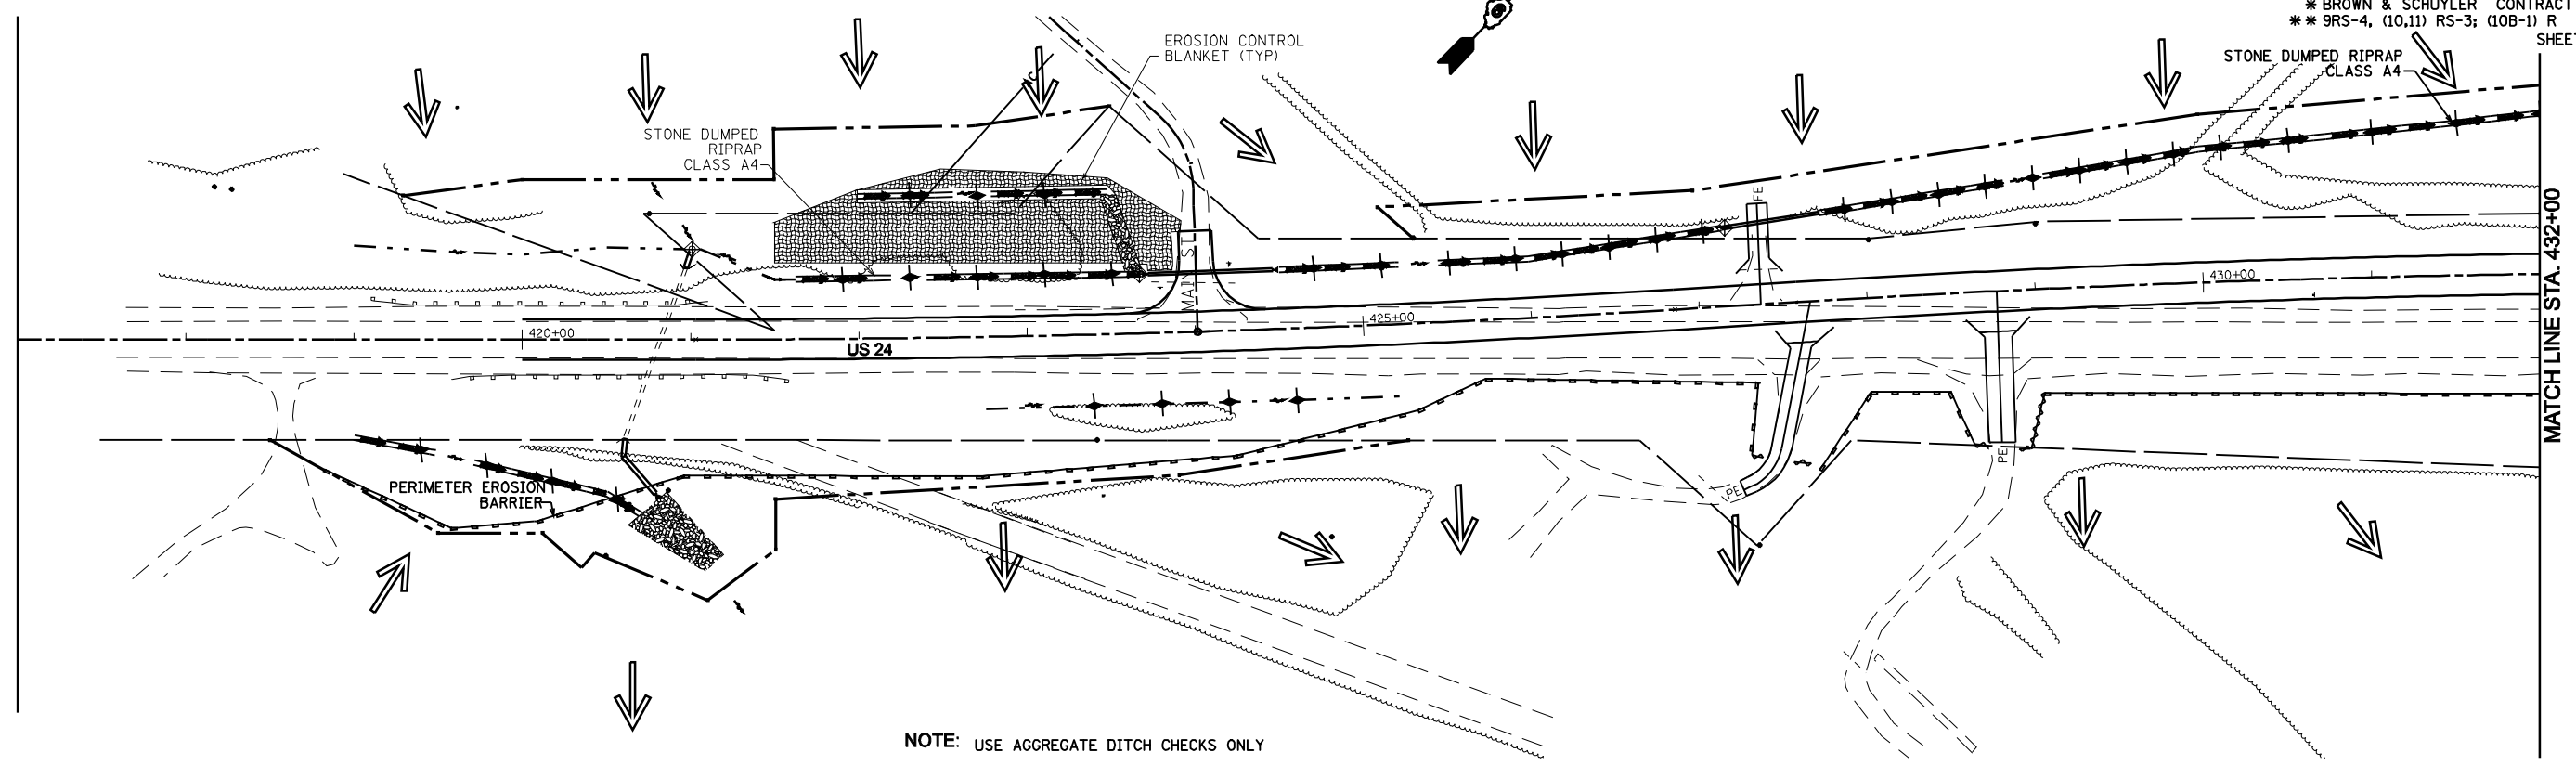 * BROWN & SCHUYLER CONTRACT
** 9RS-4, (10,11) RS-3; (10B-1) R
SHEET
EROSION CONTROL
BLANKET (TYP)
STONE DUMPED RIPRAP
CLASS A4
STONE DUMPED
RIPRAP
CLASS A4
FE
MAIN ST.
MATCH LINE STA. 432+00
430+00
425+00
420+00
US 24
PERIMETER EROSION
BARRIER
PE
PE
NOTE: USE AGGREGATE DITCH CHECKS ONLY